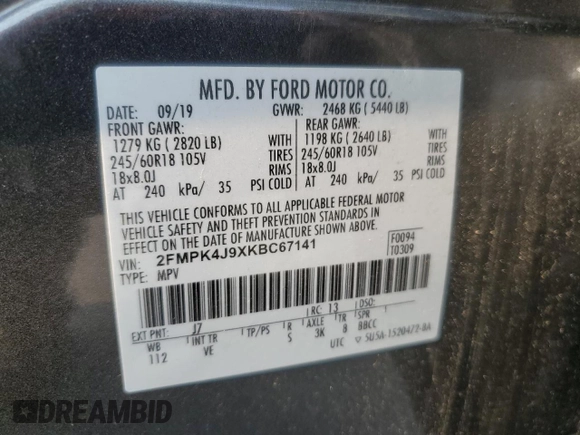 MFD. BY FORD MOTOR CO.
DATE: 09/19 GVWR: 2468 KG ( 5440 LB)
FRONT GAWR: REAR GAWR:
1279 KG ( 2820 LB) WITH 1198 KG ( 2640 LB) WITH
245/60R18 105V TIRES 245/60R18 105V TIRES
18x8.0J RIMS 18x8.0J RIMS
AT 240 kPa/ 35 PSI COLD AT 240 kPa/ 35 PSI COLD
THIS VEHICLE CONFORMS TO ALL APPLICABLE FEDERAL MOTOR
VEHICLE SAFETY AND THEFT PREVENTION STANDARDS IN
EFFECT ON THE DATE OF MANUFACTURE SHOWN ABOVE.
VIN: 2FMPK4J9XKBC67141 F0094
TYPE: MPV T0309
RC: 13 DSO:
EXT PNT: J7 TP/PS R AXLE TR SPR
WB INT TR S 3K 8 BBCC
112 VE UTC 5U5A-1520472-BA
DREAMBID